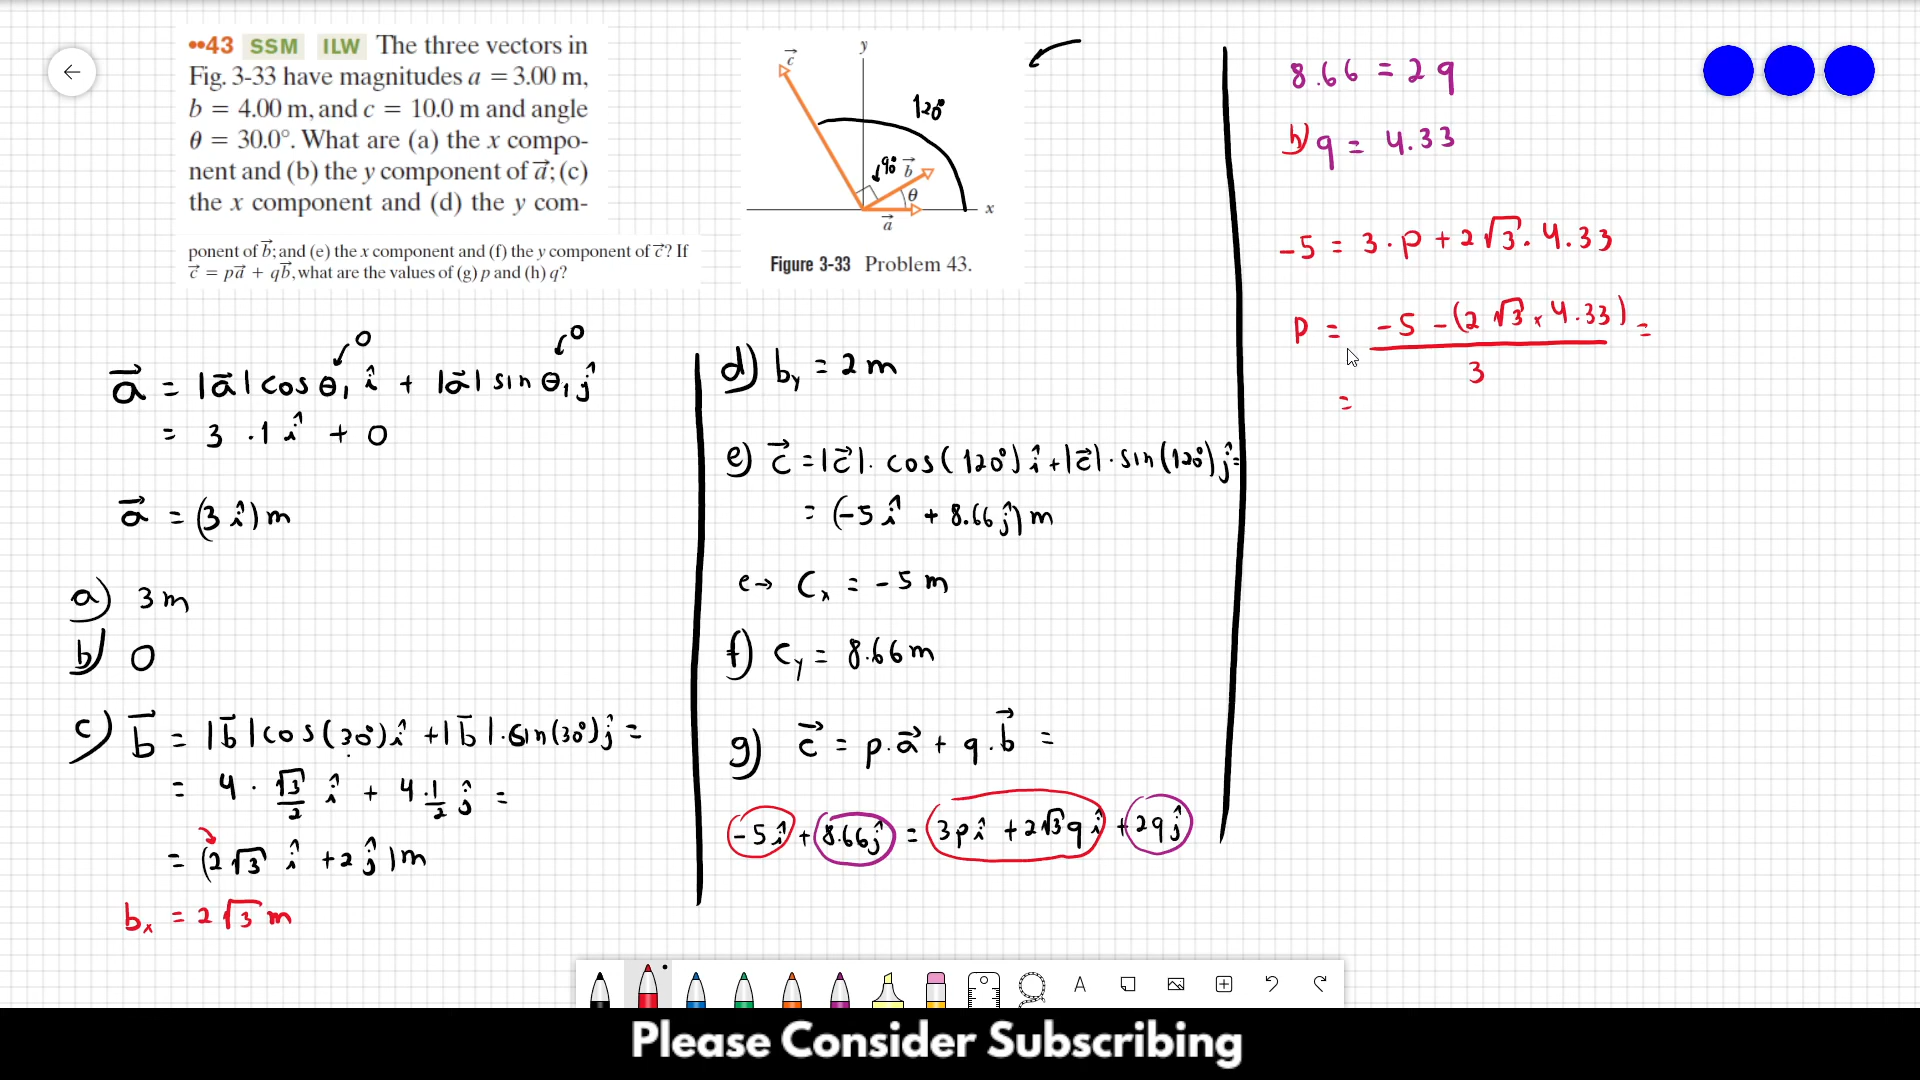 ••43 SSM ILW The three vectors in
Fig. 3-33 have magnitudes a = 3.00 m,
b = 4.00 m, and c = 10.0 m and angle
θ = 30.0°. What are (a) the x compo-
nent and (b) the y component of a⃗; (c)
the x component and (d) the y com-
ponent of b⃗; and (e) the x component and (f) the y component of c⃗? If
c⃗ = pa⃗ + qb⃗, what are the values of (g) p and (h) q?
y
c⃗
120°
90°
b⃗
θ
x
a⃗
Figure 3-33 Problem 43.
0
0
a⃗ = |a⃗| cos θ₁ î + |a⃗| sin θ₁ ĵ
= 3 · 1 î + 0
a⃗ = (3 î) m
a) 3 m
b) 0
c) b⃗ = |b⃗| cos(30°) î + |b⃗| · sin(30°) ĵ =
= 4 · √3/2 î + 4 · 1/2 ĵ =
= (2√3 î + 2 ĵ) m
bₓ = 2√3 m
d) b_y = 2 m
e) c⃗ = |c⃗| · cos(120°) î + |c⃗| · sin(120°) ĵ =
= (-5 î + 8.66 ĵ) m
e → Cₓ = -5 m
f) C_y = 8.66 m
g) c⃗ = p · a⃗ + q · b⃗ =
-5 î + 8.66 ĵ = 3p î + 2√3 q î + 2q ĵ
8.66 = 2q
h) q = 4.33
-5 = 3 · p + 2√3 · 4.33
p = -5 - (2√3 × 4.33) / 3 =
=
A
Please Consider Subscribing